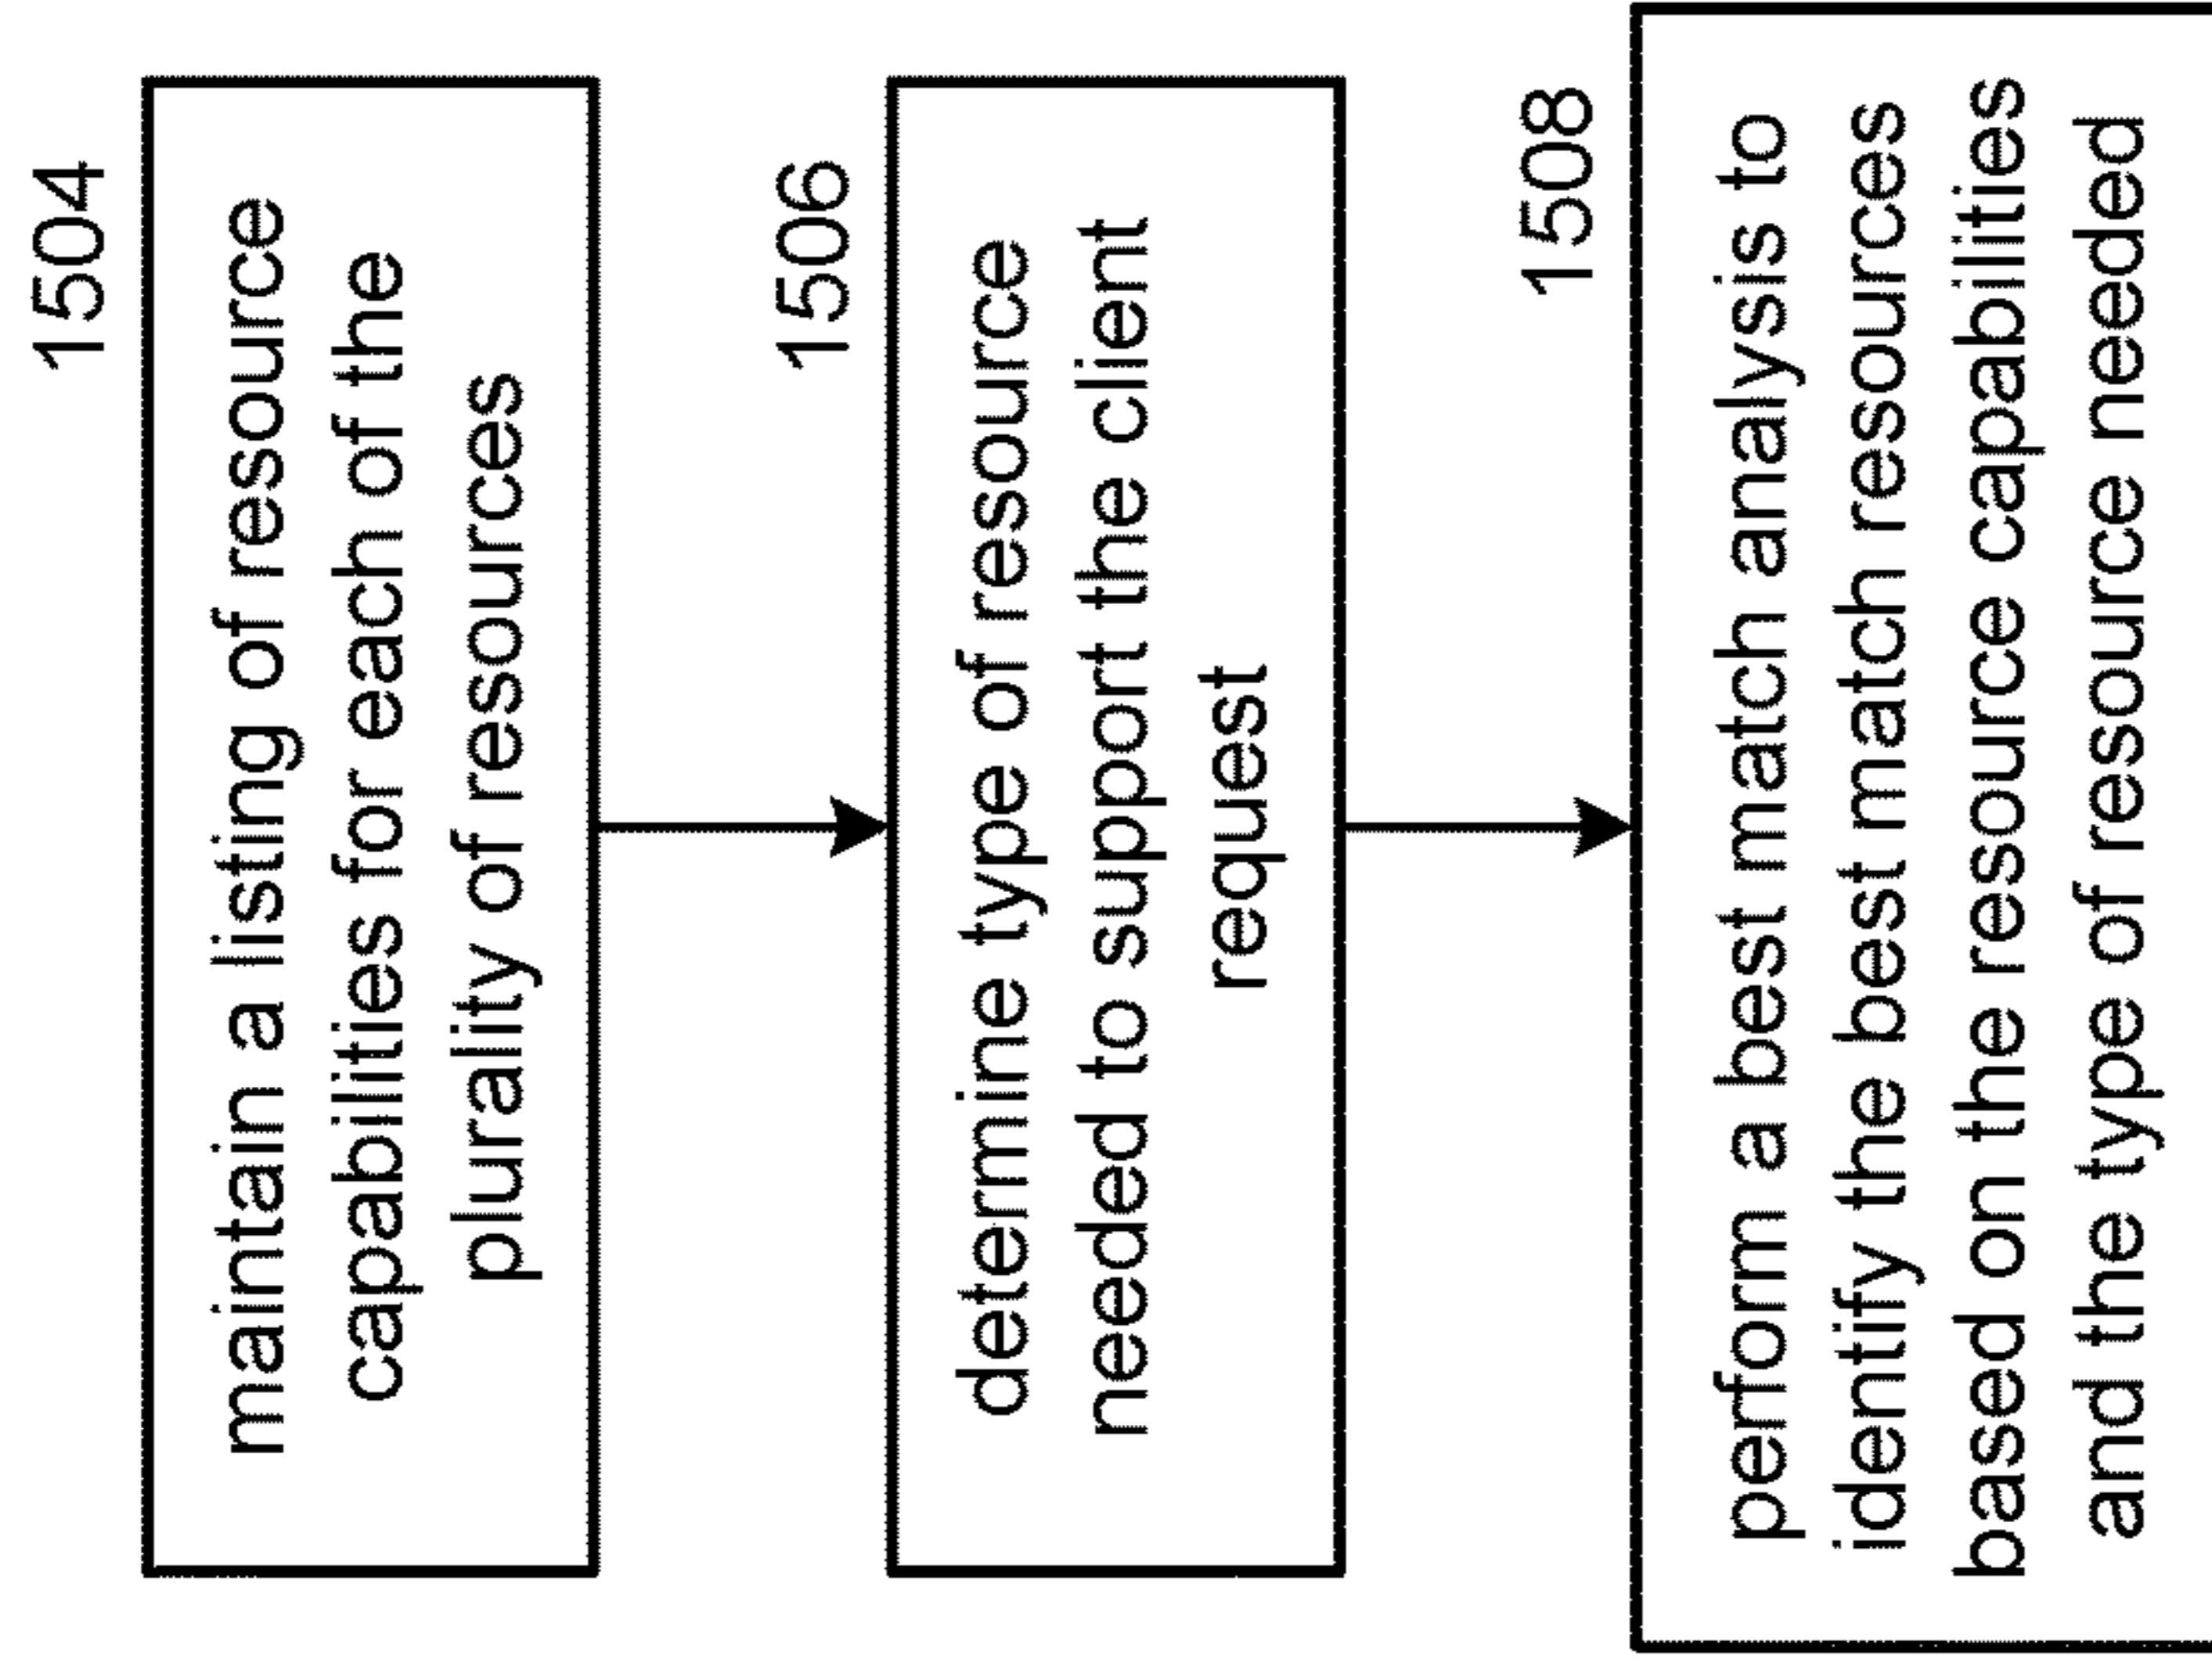 1504
maintain a listing of resource
capabilities for each of the
plurality of resources
1506
determine type of resource
needed to support the client
request
1508
perform a best match analysis to
identify the best match resources
based on the resource capabilities
and the type of resource needed